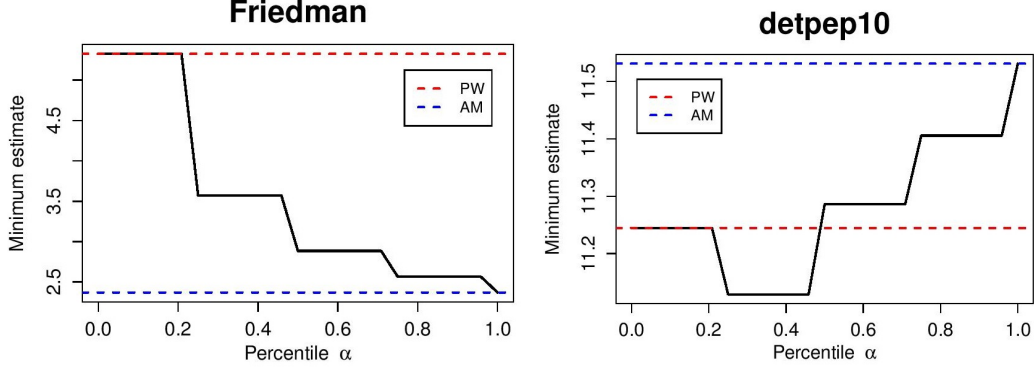 Friedman
Minimum estimate
4.5
3.5
2.5
PW
AM
0.0 0.2 0.4 0.6 0.8 1.0
Percentile α
detpep10
Minimum estimate
11.5
11.4
11.3
11.2
PW
AM
0.0 0.2 0.4 0.6 0.8 1.0
Percentile α